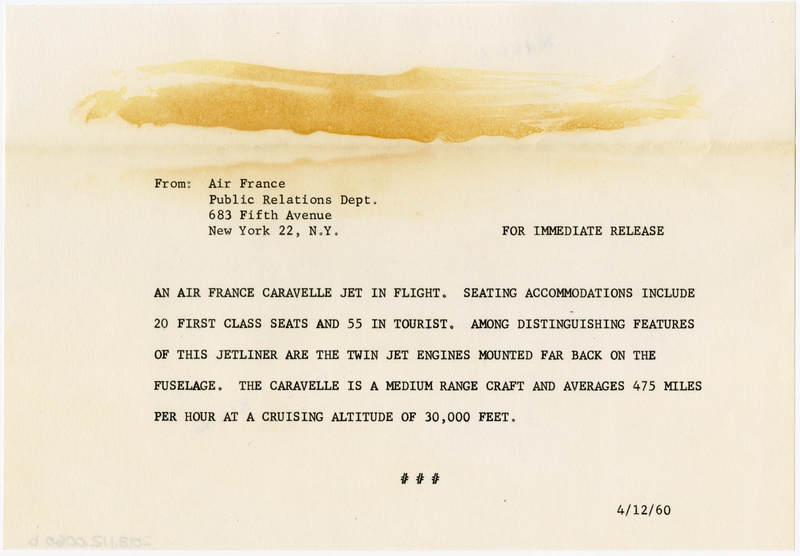 From: Air France
Public Relations Dept.
683 Fifth Avenue
New York 22, N.Y.
FOR IMMEDIATE RELEASE
AN AIR FRANCE CARAVELLE JET IN FLIGHT. SEATING ACCOMMODATIONS INCLUDE
20 FIRST CLASS SEATS AND 55 IN TOURIST. AMONG DISTINGUISHING FEATURES
OF THIS JETLINER ARE THE TWIN JET ENGINES MOUNTED FAR BACK ON THE
FUSELAGE. THE CARAVELLE IS A MEDIUM RANGE CRAFT AND AVERAGES 475 MILES
PER HOUR AT A CRUISING ALTITUDE OF 30,000 FEET.
# # #
4/12/60